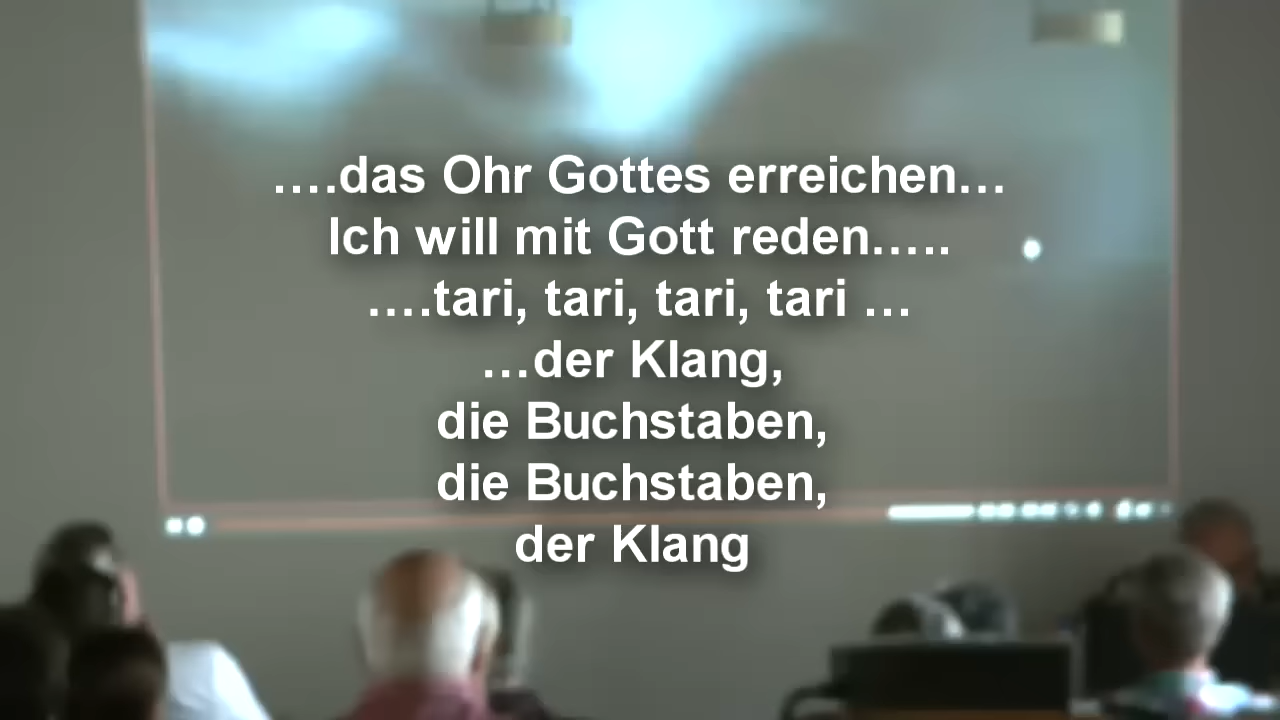 ….das Ohr Gottes erreichen…
Ich will mit Gott reden…..
….tari, tari, tari, tari …
…der Klang,
die Buchstaben,
die Buchstaben,
der Klang